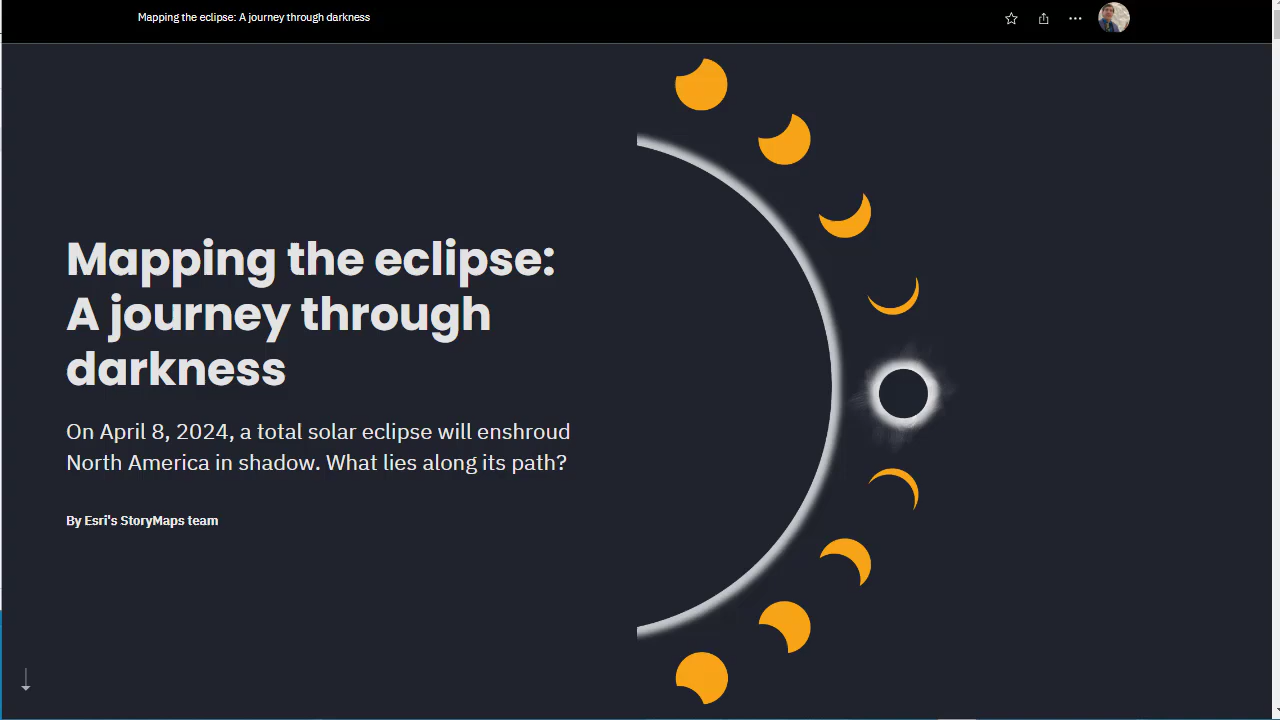 Mapping the eclipse: A journey through darkness
Mapping the eclipse:
A journey through
darkness
On April 8, 2024, a total solar eclipse will enshroud
North America in shadow. What lies along its path?
By Esri's StoryMaps team